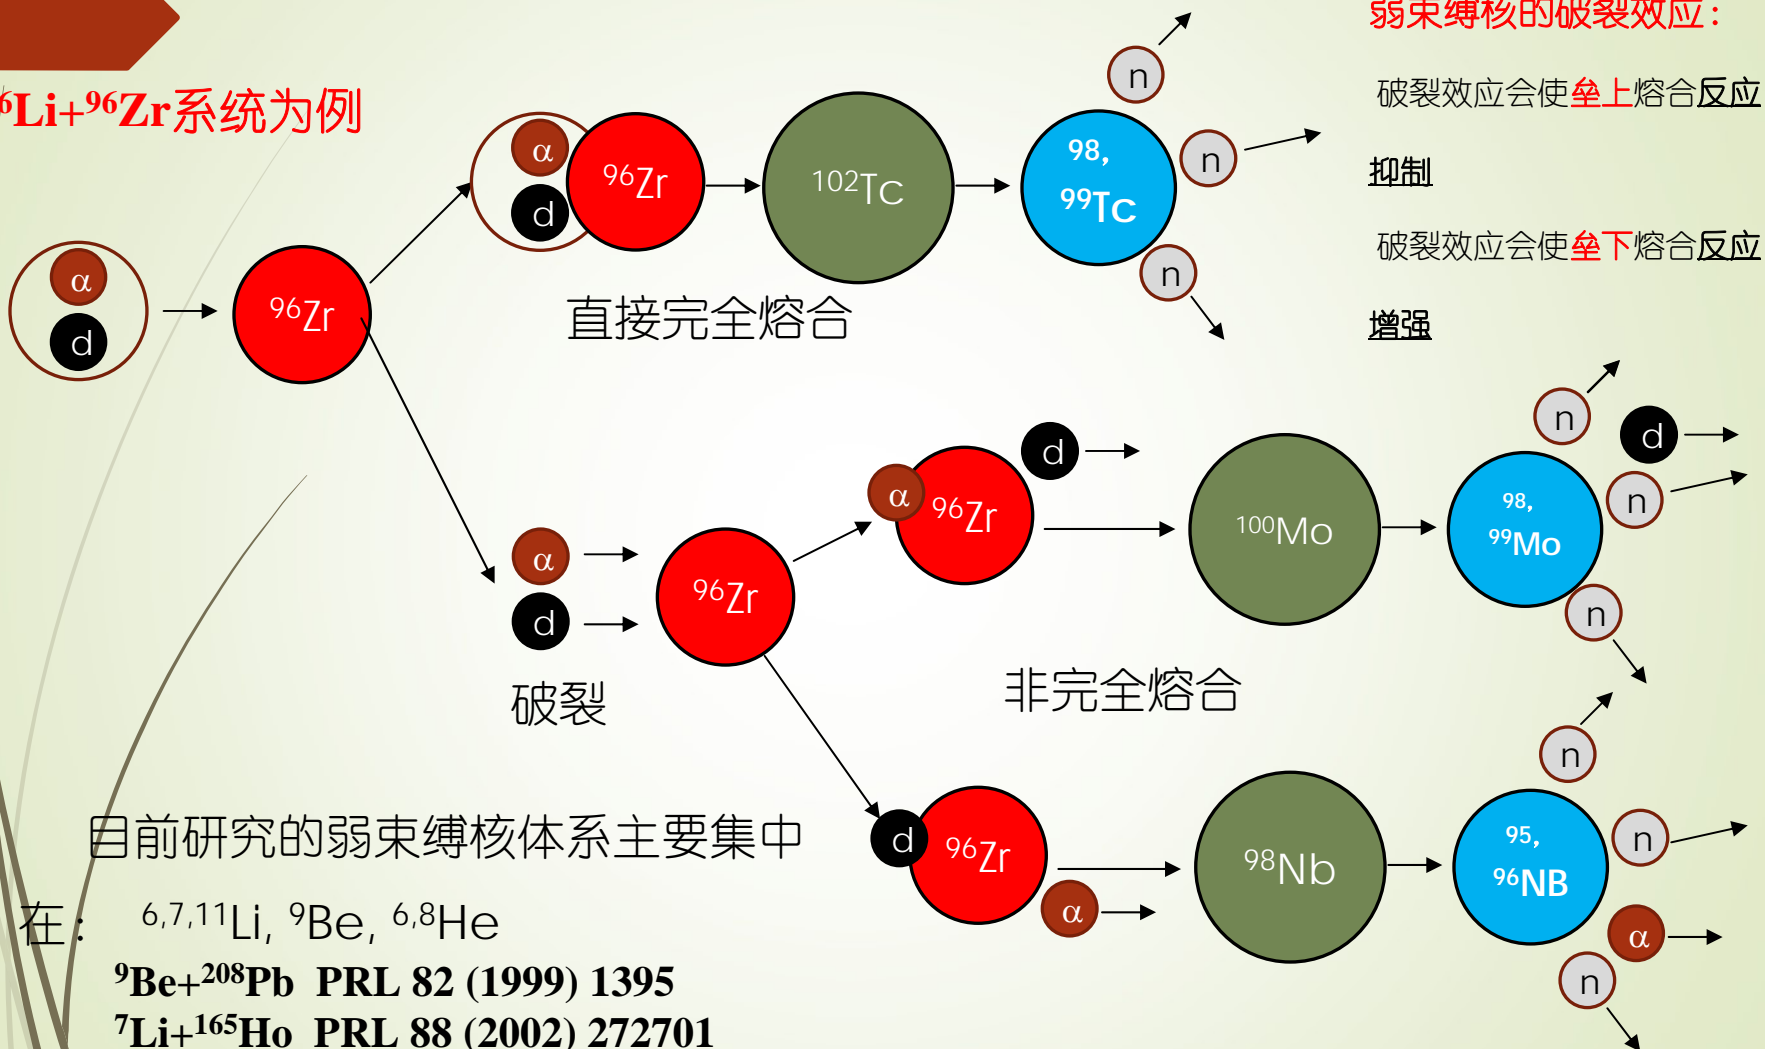 ⁶Li+⁹⁶Zr系统为例
弱束缚核的破裂效应：
破裂效应会使垒上熔合反应
抑制
破裂效应会使垒下熔合反应
增强
α
d
⁹⁶Zr
α
d
⁹⁶Zr
¹⁰²Tc
98,
⁹⁹Tc
n
n
n
直接完全熔合
α
d
⁹⁶Zr
破裂
α
⁹⁶Zr
d
¹⁰⁰Mo
98,
⁹⁹Mo
n
d
n
n
非完全熔合
d
⁹⁶Zr
α
⁹⁸Nb
95,
⁹⁶NB
n
n
α
n
目前研究的弱束缚核体系主要集中
在： ⁶,⁷,¹¹Li, ⁹Be, ⁶,⁸He
⁹Be+²⁰⁸Pb PRL 82 (1999) 1395
⁷Li+¹⁶⁵Ho PRL 88 (2002) 272701